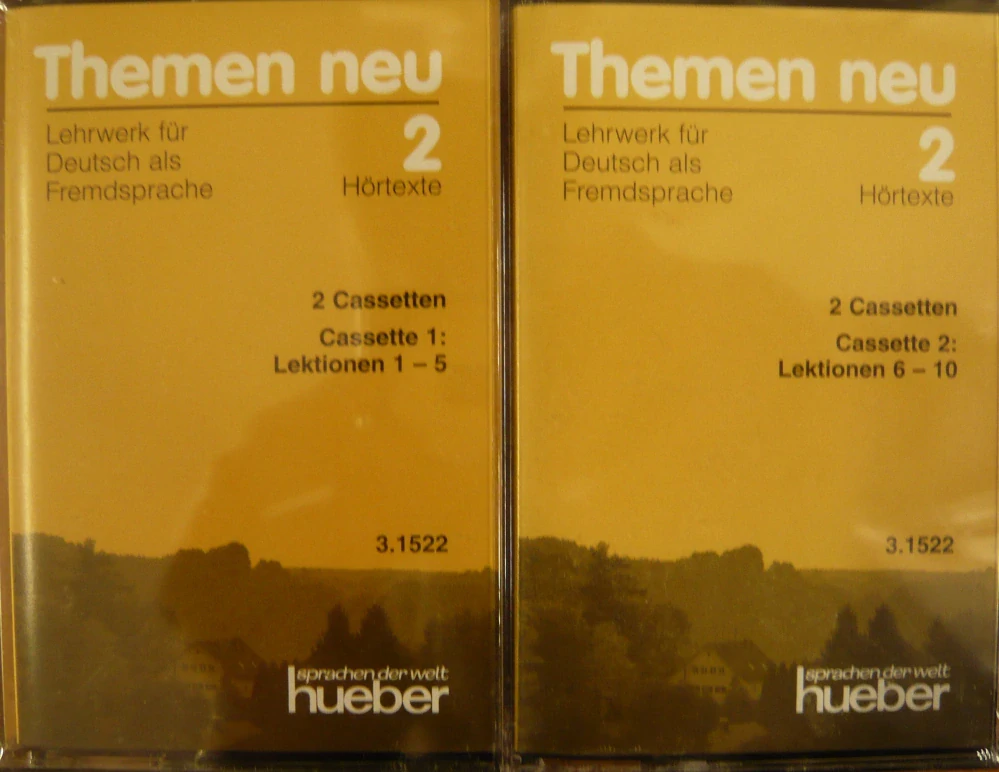 Themen neu
Lehrwerk für
Deutsch als
Fremdsprache
2
Hörtexte
2 Cassetten
Cassette 1:
Lektionen 1 – 5
3.1522
sprachen der welt
hueber
Themen neu
Lehrwerk für
Deutsch als
Fremdsprache
2
Hörtexte
2 Cassetten
Cassette 2:
Lektionen 6 – 10
3.1522
sprachen der welt
hueber